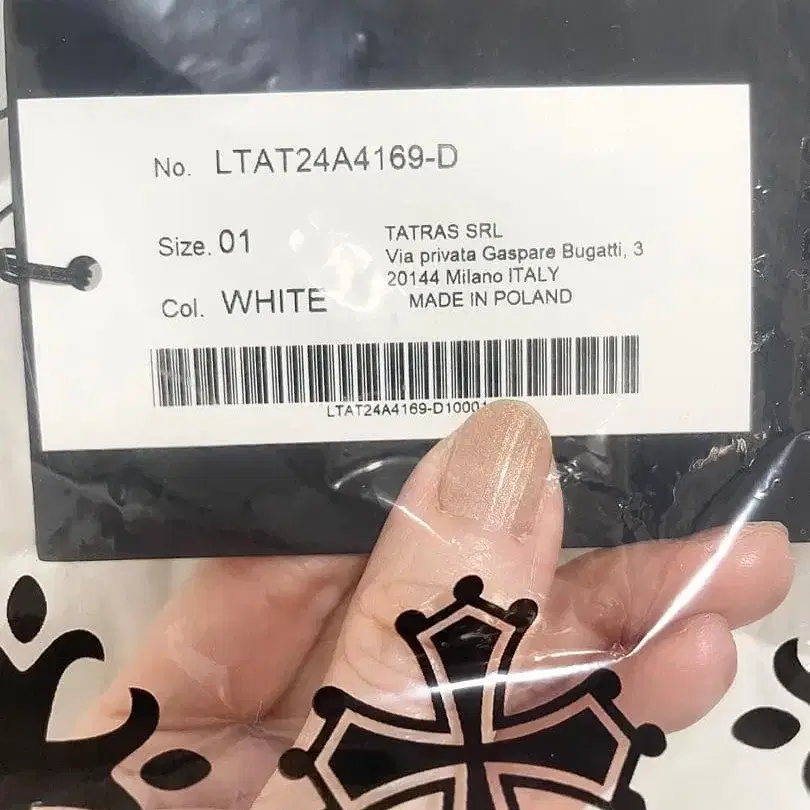 No. LTAT24A4169-D
Size. 01
Col. WHITE
TATRAS SRL
Via privata Gaspare Bugatti, 3
20144 Milano ITALY
MADE IN POLAND